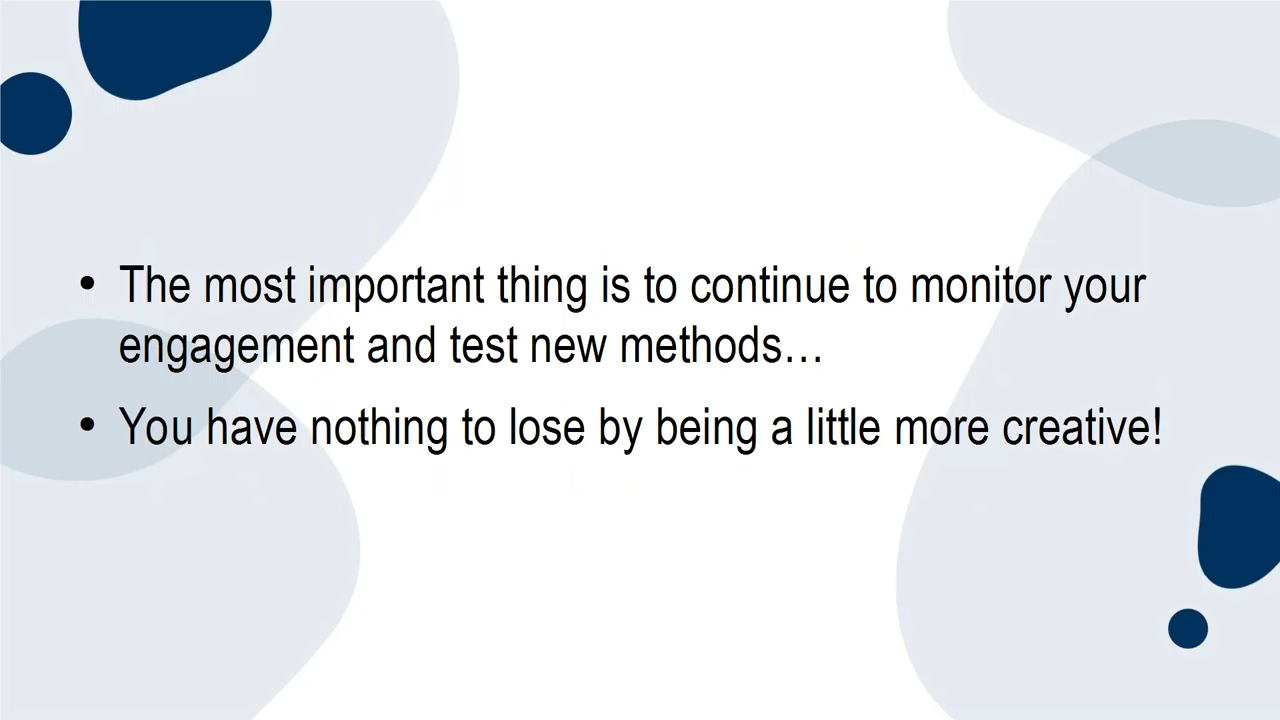 • The most important thing is to continue to monitor your
engagement and test new methods…
• You have nothing to lose by being a little more creative!